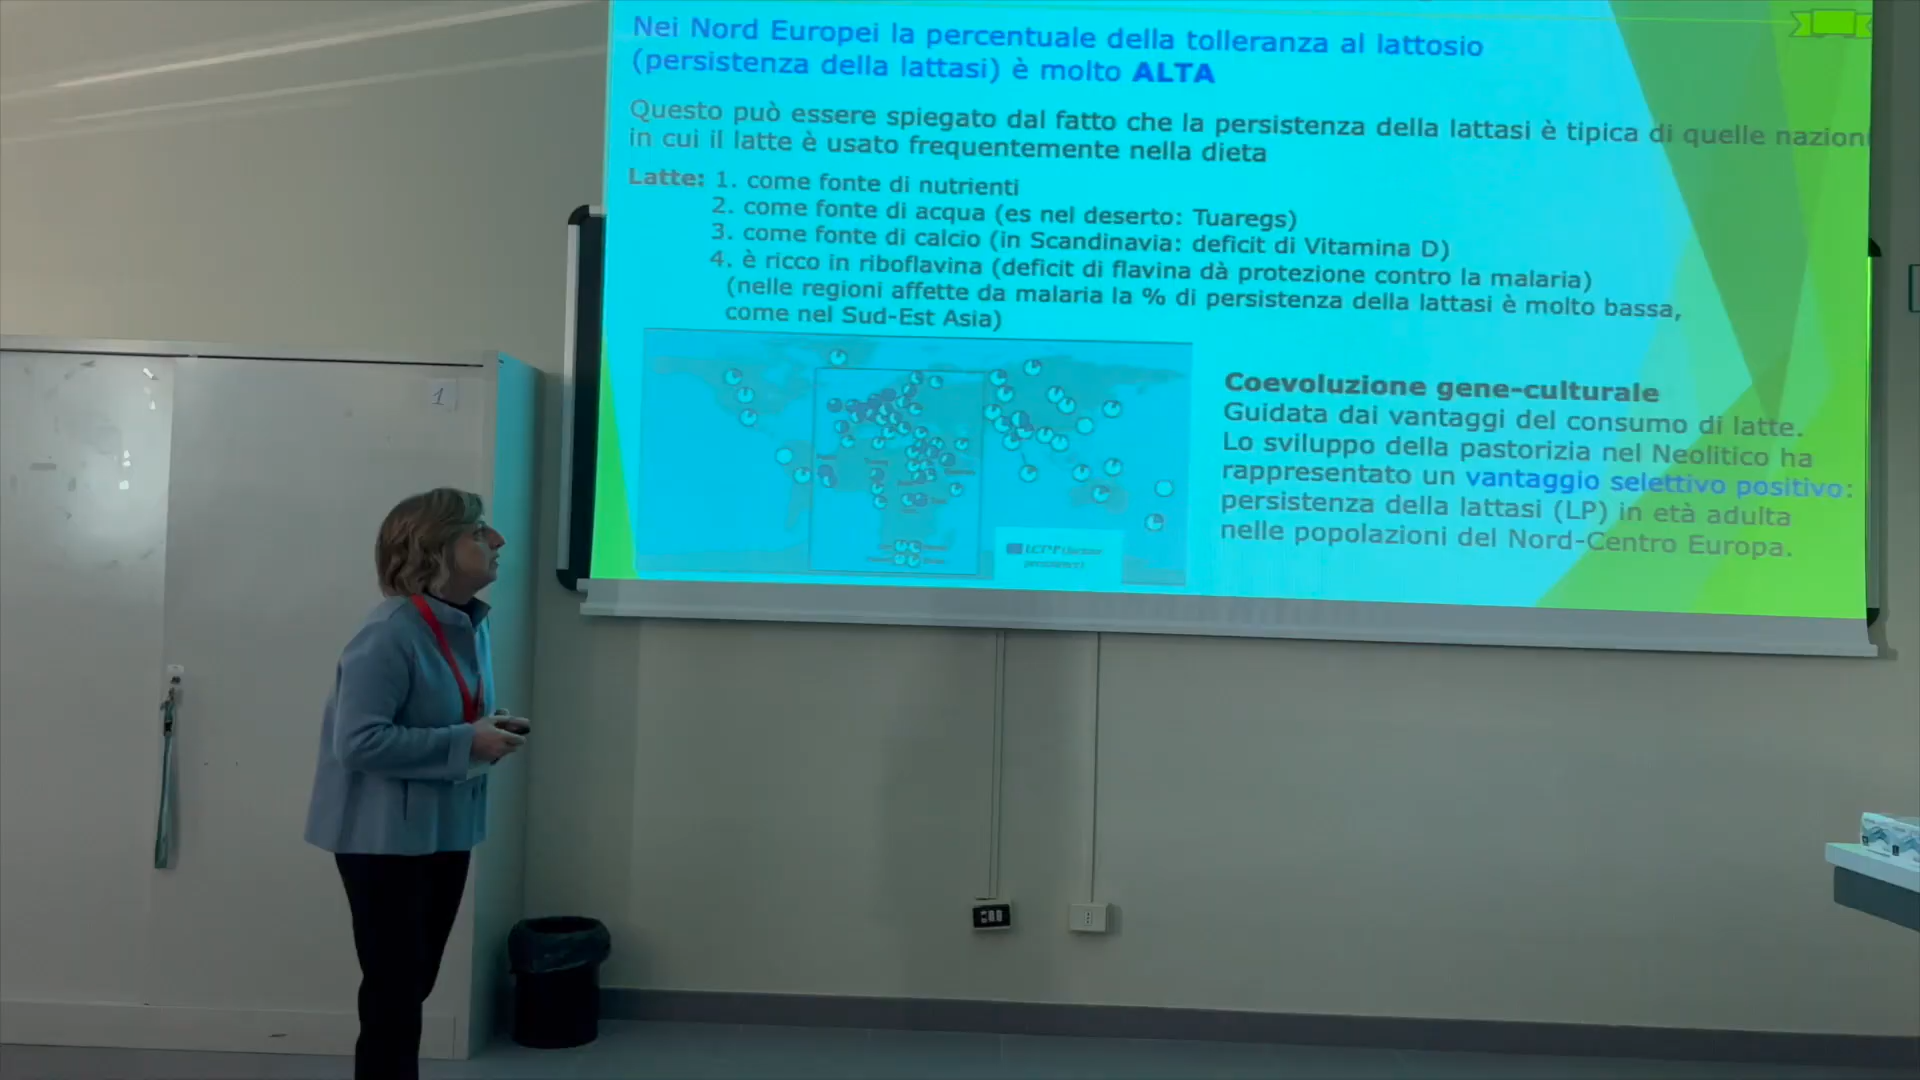 Nei Nord Europei la percentuale della tolleranza al lattosio
(persistenza della lattasi) è molto ALTA
Questo può essere spiegato dal fatto che la persistenza della lattasi è tipica di quelle nazioni
in cui il latte è usato frequentemente nella dieta
Latte: 1. come fonte di nutrienti
2. come fonte di acqua (es nel deserto: Tuaregs)
3. come fonte di calcio (in Scandinavia: deficit di Vitamina D)
4. è ricco in riboflavina (deficit di flavina dà protezione contro la malaria)
(nelle regioni affette da malaria la % di persistenza della lattasi è molto bassa,
come nel Sud-Est Asia)
Coevoluzione gene-culturale
Guidata dai vantaggi del consumo di latte.
Lo sviluppo della pastorizia nel Neolitico ha
rappresentato un vantaggio selettivo positivo:
persistenza della lattasi (LP) in età adulta
nelle popolazioni del Nord-Centro Europa.
1